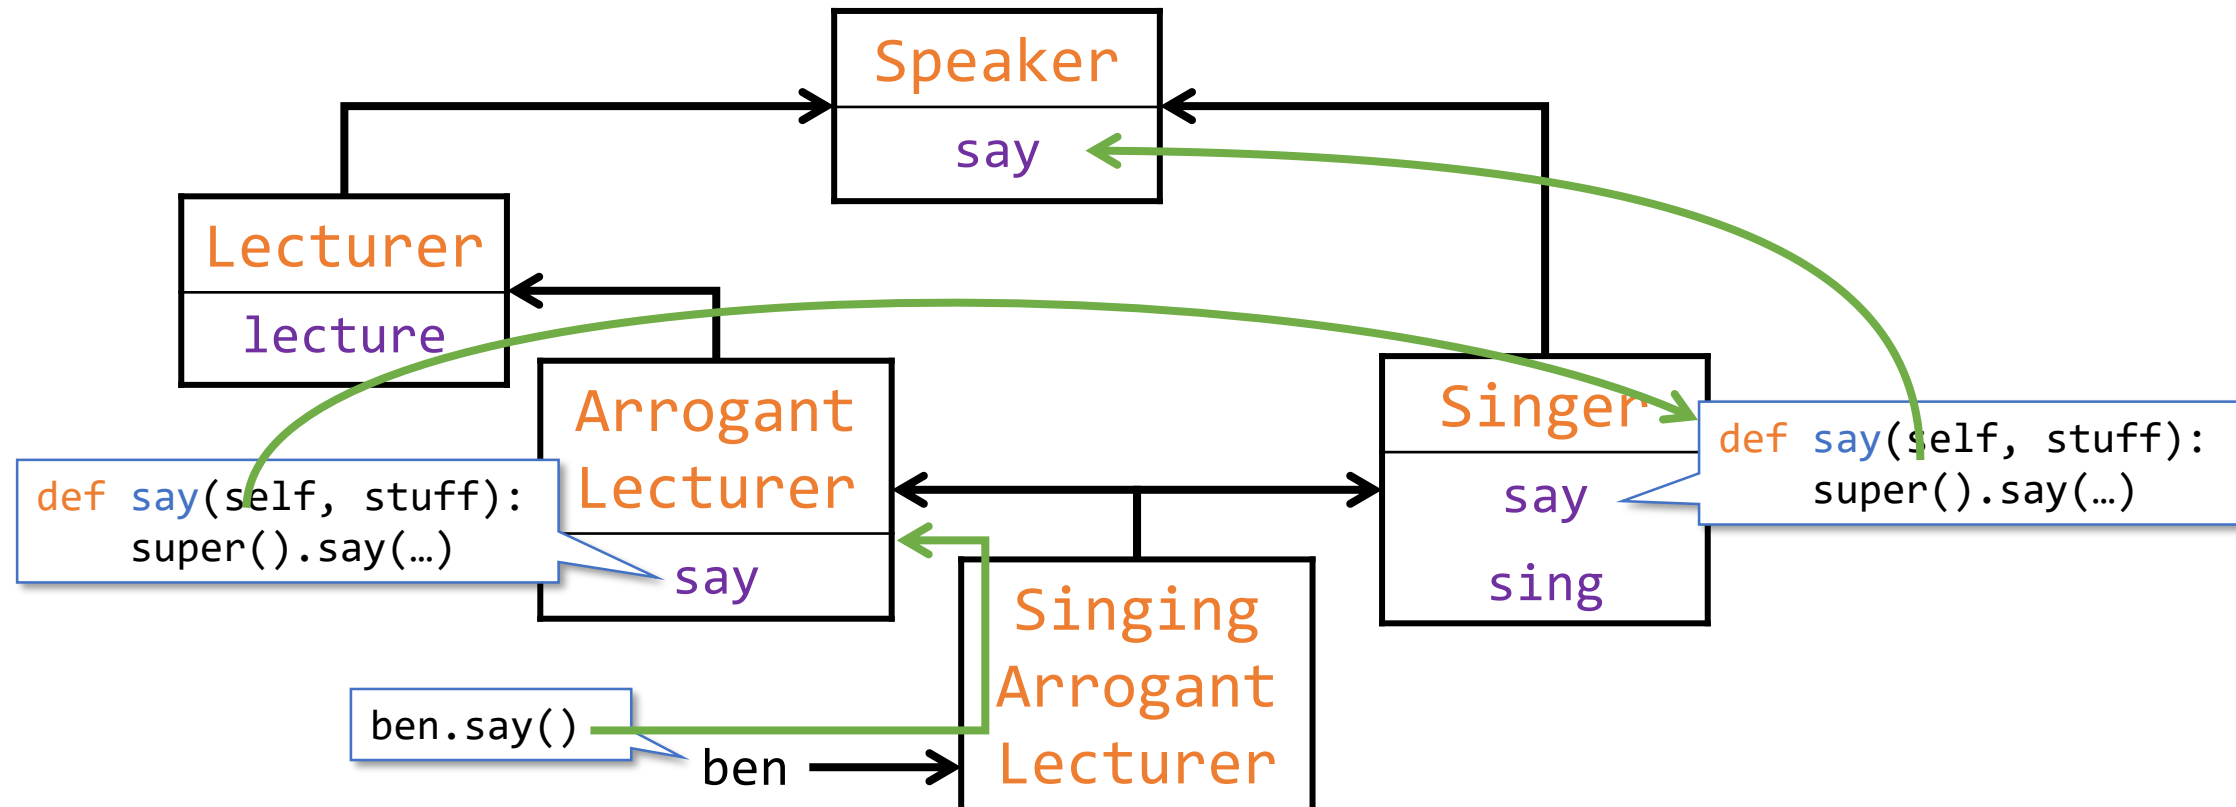 Speaker
say
Lecturer
lecture
Arrogant
Lecturer
say
def say(self, stuff):
super().say(…)
Singer
say
sing
def say(self, stuff):
super().say(…)
Singing
Arrogant
Lecturer
ben.say()
ben